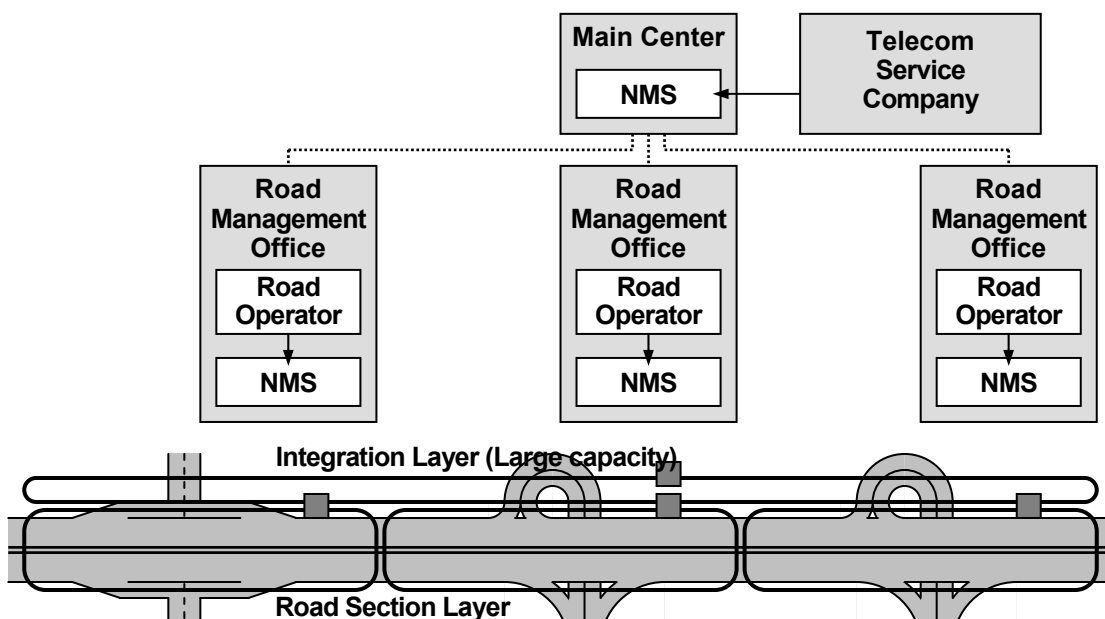 Main Center
NMS
Telecom
Service
Company
Road
Management
Office
Road
Operator
NMS
Road
Management
Office
Road
Operator
NMS
Road
Management
Office
Road
Operator
NMS
Integration Layer (Large capacity)
Road Section Layer